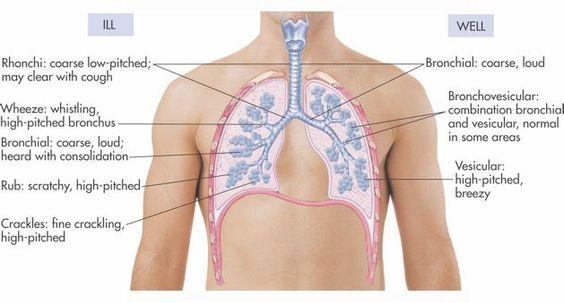 ILL
Rhonchi: coarse low-pitched;
may clear with cough
Wheeze: whistling,
high-pitched bronchus
Bronchial: coarse, loud;
heard with consolidation
Rub: scratchy, high-pitched
Crackles: fine crackling,
high-pitched
WELL
Bronchial: coarse, loud
Bronchovesicular:
combination bronchial
and vesicular, normal
in some areas
Vesicular:
high-pitched,
breezy